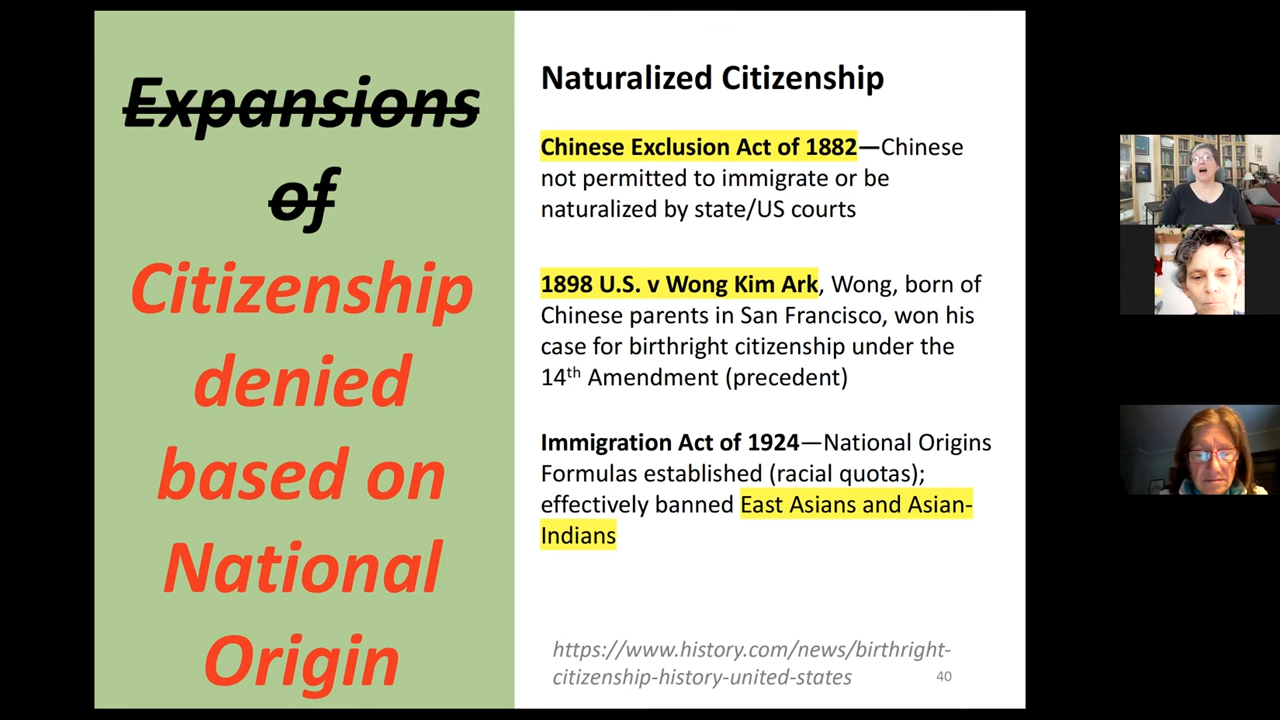 Expansions
of
Citizenship
denied
based on
National
Origin
Naturalized Citizenship
Chinese Exclusion Act of 1882—Chinese
not permitted to immigrate or be
naturalized by state/US courts
1898 U.S. v Wong Kim Ark, Wong, born of
Chinese parents in San Francisco, won his
case for birthright citizenship under the
14th Amendment (precedent)
Immigration Act of 1924—National Origins
Formulas established (racial quotas);
effectively banned East Asians and Asian-
Indians
https://www.history.com/news/birthright-
citizenship-history-united-states
40